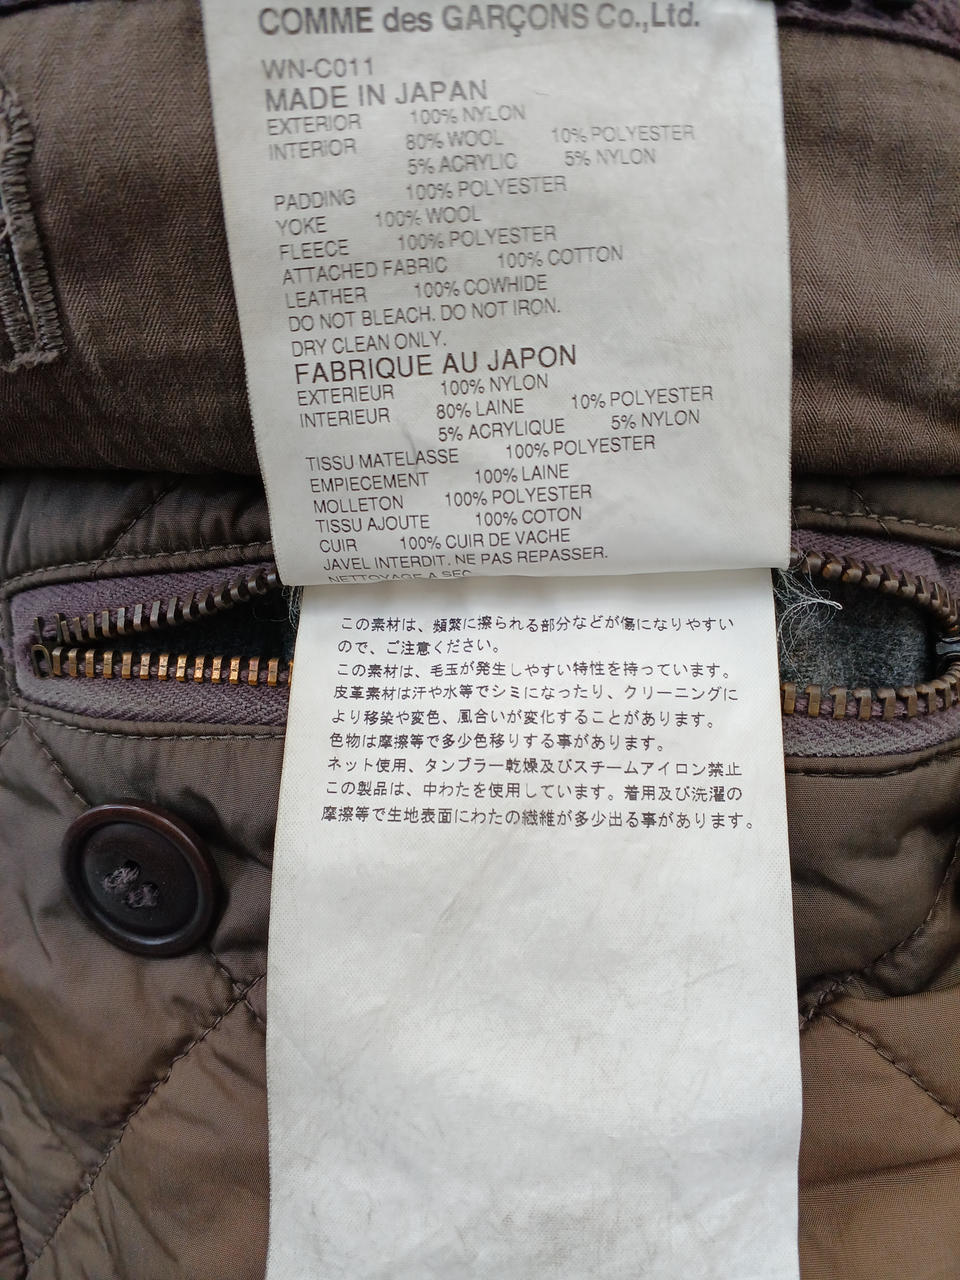 COMME des GARÇONS Co.,Ltd.
WN-C011
MADE IN JAPAN
EXTERIOR 100% NYLON
INTERIOR 80% WOOL 10% POLYESTER
5% ACRYLIC 5% NYLON
PADDING 100% POLYESTER
YOKE 100% WOOL
FLEECE 100% POLYESTER
ATTACHED FABRIC 100% COTTON
LEATHER 100% COWHIDE
DO NOT BLEACH. DO NOT IRON.
DRY CLEAN ONLY.
FABRIQUE AU JAPON
EXTERIEUR 100% NYLON
INTERIEUR 80% LAINE 10% POLYESTER
5% ACRYLIQUE 5% NYLON
TISSU MATELASSE 100% POLYESTER
EMPIECEMENT 100% LAINE
MOLLETON 100% POLYESTER
TISSU AJOUTE 100% COTON
CUIR 100% CUIR DE VACHE
JAVEL INTERDIT. NE PAS REPASSER.
NETTOYAGE A SEC
この素材は、頻繁に擦られる部分などが傷になりやすい
ので、ご注意ください。
この素材は、毛玉が発生しやすい特性を持っています。
皮革素材は汗や水等でシミになったり、クリーニングに
より移染や変色、風合いが変化することがあります。
色物は摩擦等で多少色移りする事があります。
ネット使用、タンブラー乾燥及びスチームアイロン禁止
この製品は、中わたを使用しています。着用及び洗濯の
摩擦等で生地表面にわたの繊維が多少出る事があります。